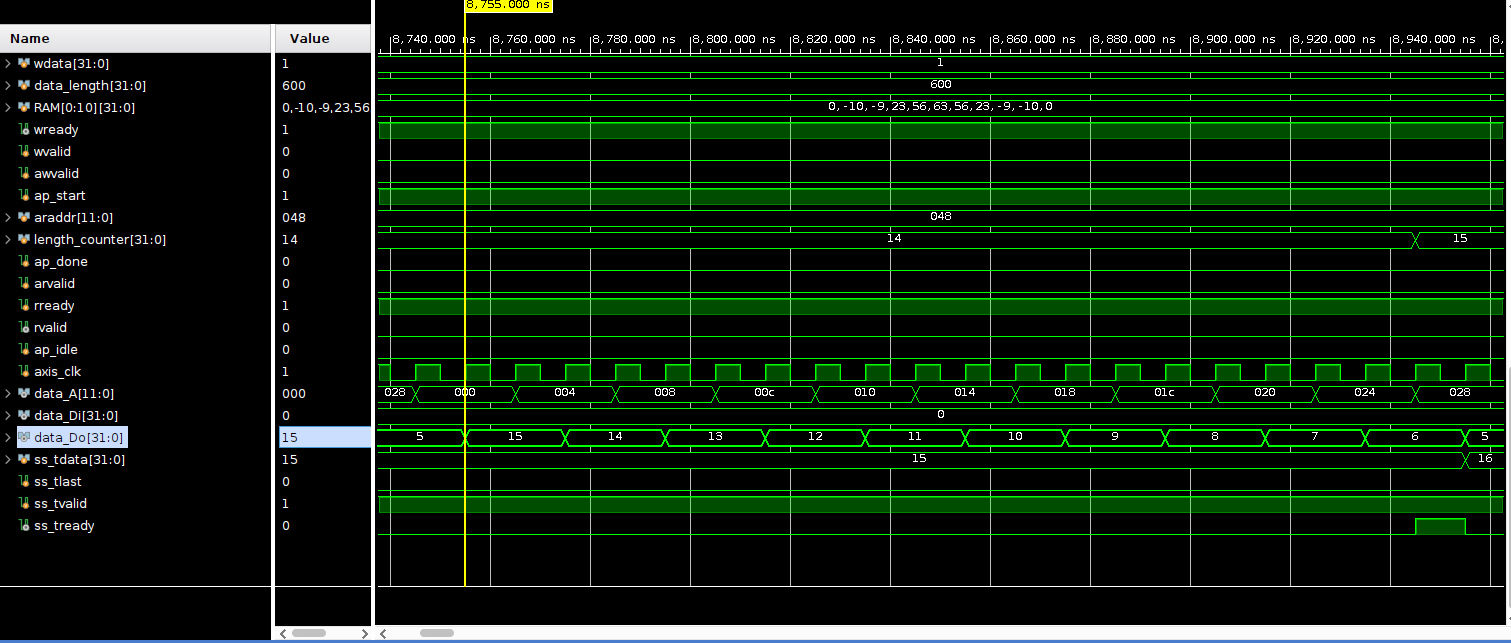 8,755.000 ns
Name Value 8,740.000 ns 8,760.000 ns 8,780.000 ns 8,800.000 ns 8,820.000 ns 8,840.000 ns 8,860.000 ns 8,880.000 ns 8,900.000 ns 8,920.000 ns 8,940.000 ns 8,
wdata[31:0] 1 1
data_length[31:0] 600 600
RAM[0:10][31:0] 0,-10,-9,23,56 0,-10,-9,23,56,63,56,23,-9,-10,0
wready 1
wvalid 0
awvalid 0
ap_start 1
araddr[11:0] 048 048
length_counter[31:0] 14 14 15
ap_done 0
arvalid 0
rready 1
rvalid 0
ap_idle 0
axis_clk 1
data_A[11:0] 000 028 000 004 008 00c 010 014 018 01c 020 024 028
data_Di[31:0] 0 0
data_Do[31:0] 15 5 15 14 13 12 11 10 9 8 7 6 5
ss_tdata[31:0] 15 15 16
ss_tlast 0
ss_tvalid 1
ss_tready 0